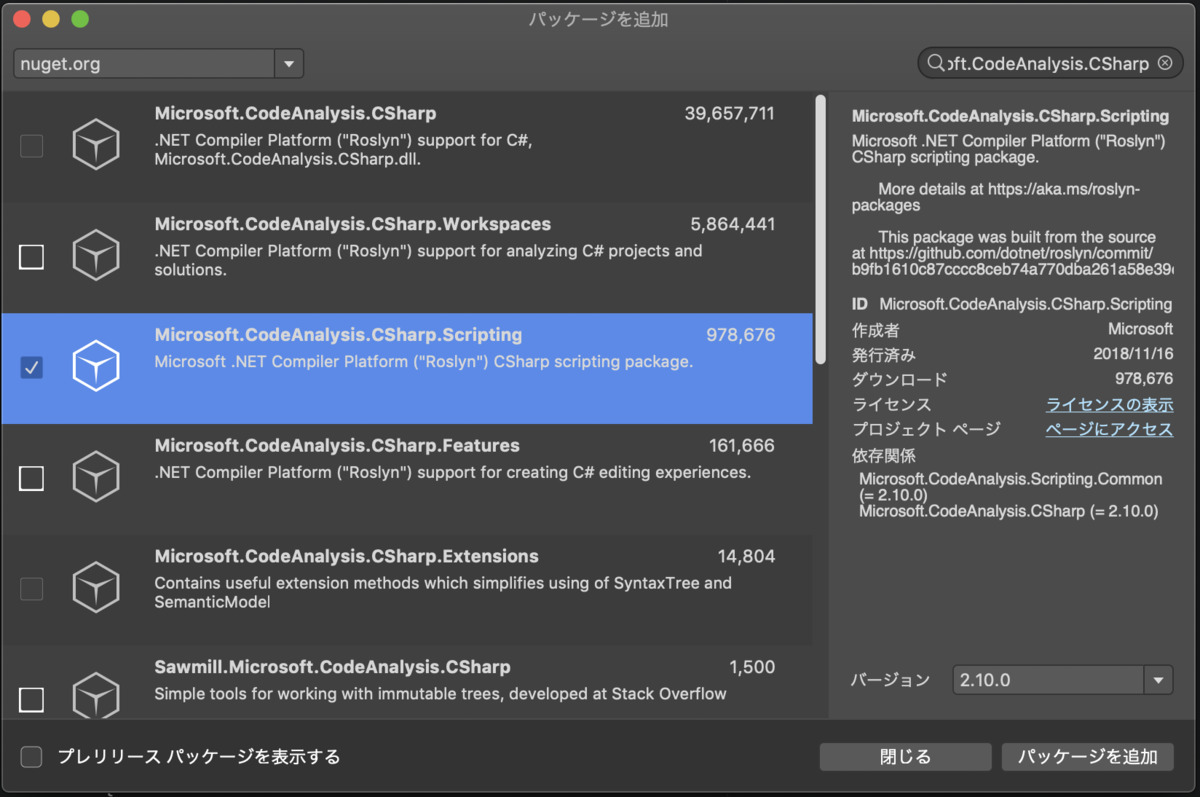 パッケージを追加
nuget.org
oft.CodeAnalysis.CSharp
Microsoft.CodeAnalysis.CSharp 39,657,711
.NET Compiler Platform ("Roslyn") support for C#,
Microsoft.CodeAnalysis.CSharp.dll.
Microsoft.CodeAnalysis.CSharp.Workspaces 5,864,441
.NET Compiler Platform ("Roslyn") support for analyzing C# projects and
solutions.
Microsoft.CodeAnalysis.CSharp.Scripting 978,676
Microsoft .NET Compiler Platform ("Roslyn") CSharp scripting package.
Microsoft.CodeAnalysis.CSharp.Features 161,666
.NET Compiler Platform ("Roslyn") support for creating C# editing experiences.
Microsoft.CodeAnalysis.CSharp.Extensions 14,804
Contains useful extension methods which simplifies using of SyntaxTree and
SemanticModel
Sawmill.Microsoft.CodeAnalysis.CSharp 1,500
Simple tools for working with immutable trees, developed at Stack Overflow
Microsoft.CodeAnalysis.CSharp.Scripting
Microsoft .NET Compiler Platform ("Roslyn")
CSharp scripting package.
More details at https://aka.ms/roslyn-
packages
This package was built from the source
at https://github.com/dotnet/roslyn/commit/
b9fb1610c87cccc8ceb74a770dba261a58e39
ID Microsoft.CodeAnalysis.CSharp.Scripting
作成者 Microsoft
発行済み 2018/11/16
ダウンロード 978,676
ライセンス ライセンスの表示
プロジェクト ページ ページにアクセス
依存関係
Microsoft.CodeAnalysis.Scripting.Common
(= 2.10.0)
Microsoft.CodeAnalysis.CSharp (= 2.10.0)
バージョン 2.10.0
プレリリース パッケージを表示する
閉じる
パッケージを追加